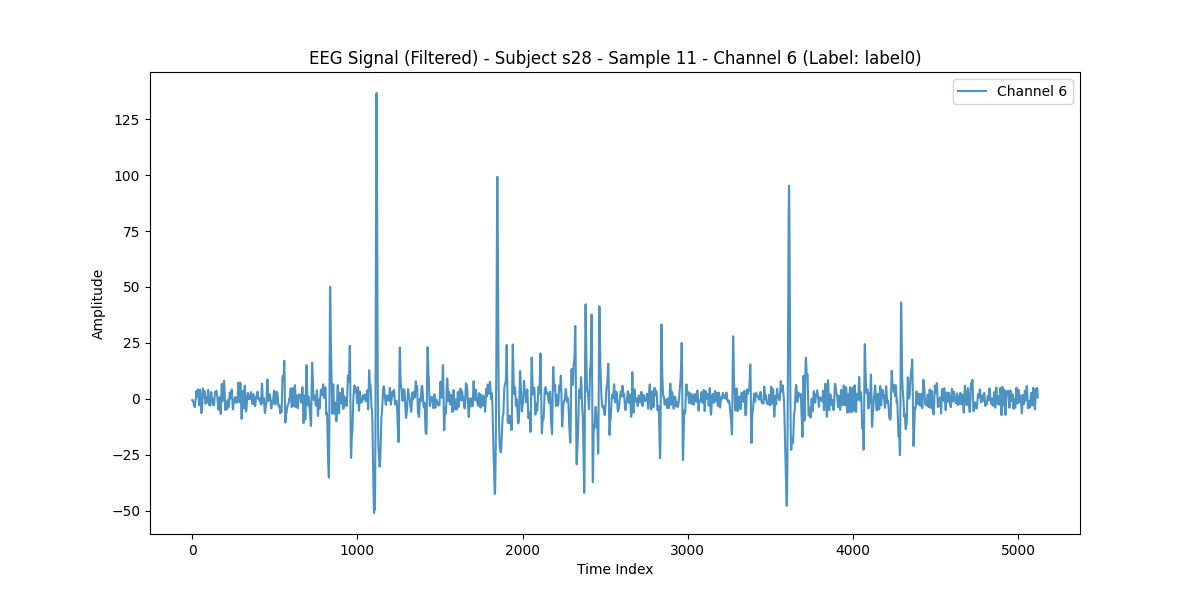 EEG Signal (Filtered) - Subject s28 - Sample 11 - Channel 6 (Label: label0)
Channel 6
125
100
75
50
25
0
−25
−50
Amplitude
0 1000 2000 3000 4000 5000
Time Index